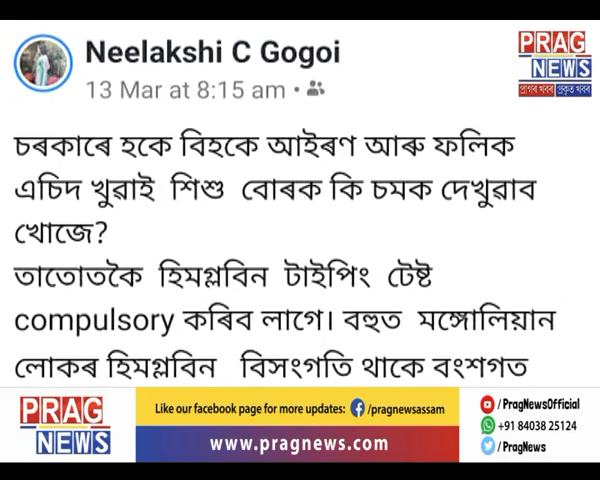 Neelakshi C Gogoi
13 Mar at 8:15 am •
PRAG
NEWS
প্ৰাগৰ খবৰ প্ৰকৃত খবৰ
চৰকাৰে হকে বিহকে আইৰণ আৰু ফলিক
এচিদ খুৱাই শিশু বোৰক কি চমক দেখুৱাব
খোজে?
তাতোতকৈ হিমগ্লবিন টাইপিং টেষ্ট
compulsory কৰিব লাগে। বহুত মঙ্গোলিয়ান
লোকৰ হিমগ্লবিন বিসংগতি থাকে বংশগত
PRAG
NEWS
Like our facebook page for more updates: /pragnewsassam
www.pragnews.com
/PragNewsOfficial
+91 84038 25124
/PragNews